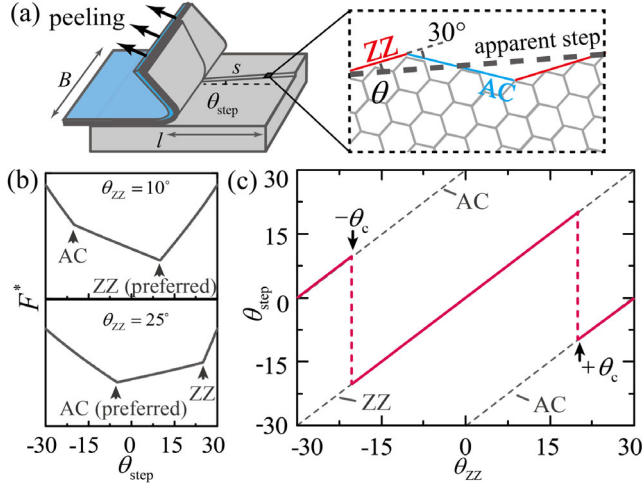 (a)
peeling
B
s
θstep
l
ZZ
30°
apparent step
θ
AC
(b)
θZZ = 10°
AC
ZZ (preferred)
F*
θZZ = 25°
AC (preferred)
ZZ
-30 -15 0 15 30
θstep
(c)
30
15
0
-15
-30
θstep
−θc
AC
+θc
ZZ
AC
-30 -15 0 15 30
θZZ